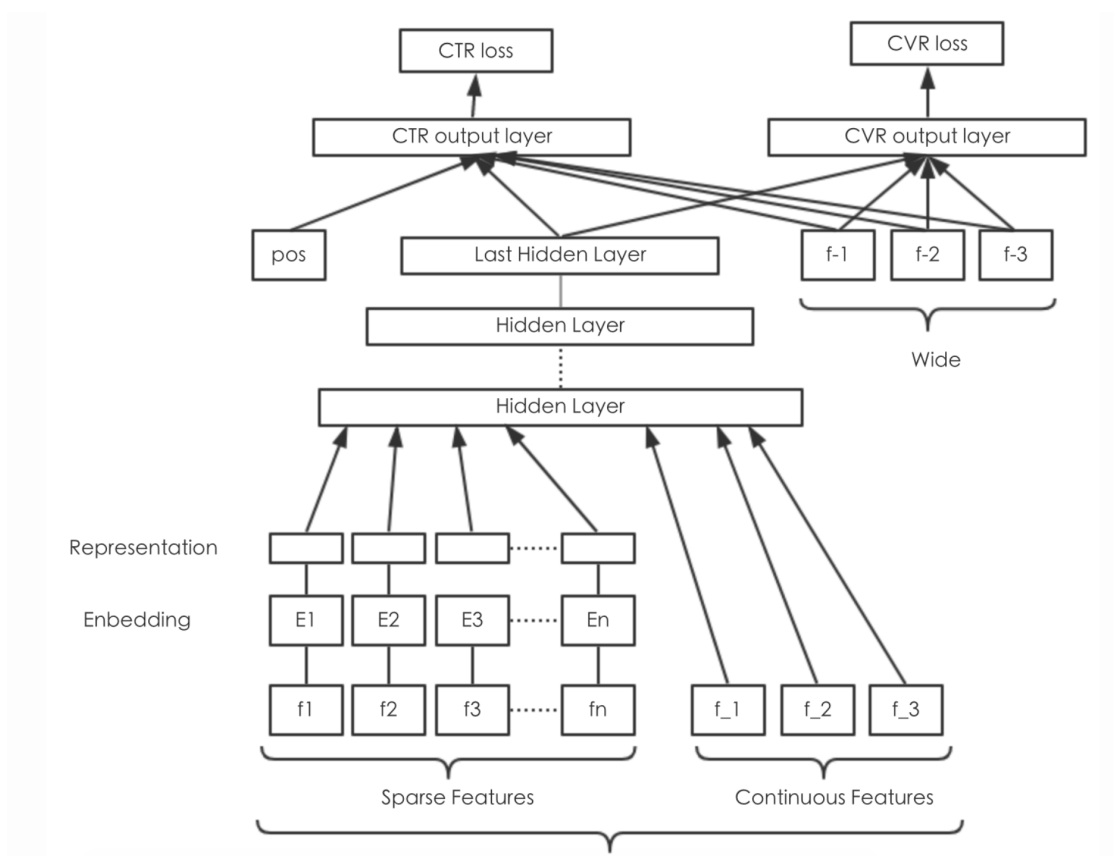 CTR loss
CVR loss
CTR output layer
CVR output layer
pos
Last Hidden Layer
f-1
f-2
f-3
Hidden Layer
Wide
Hidden Layer
Representation
Enbedding
E1
E2
E3
En
f1
f2
f3
fn
f_1
f_2
f_3
Sparse Features
Continuous Features